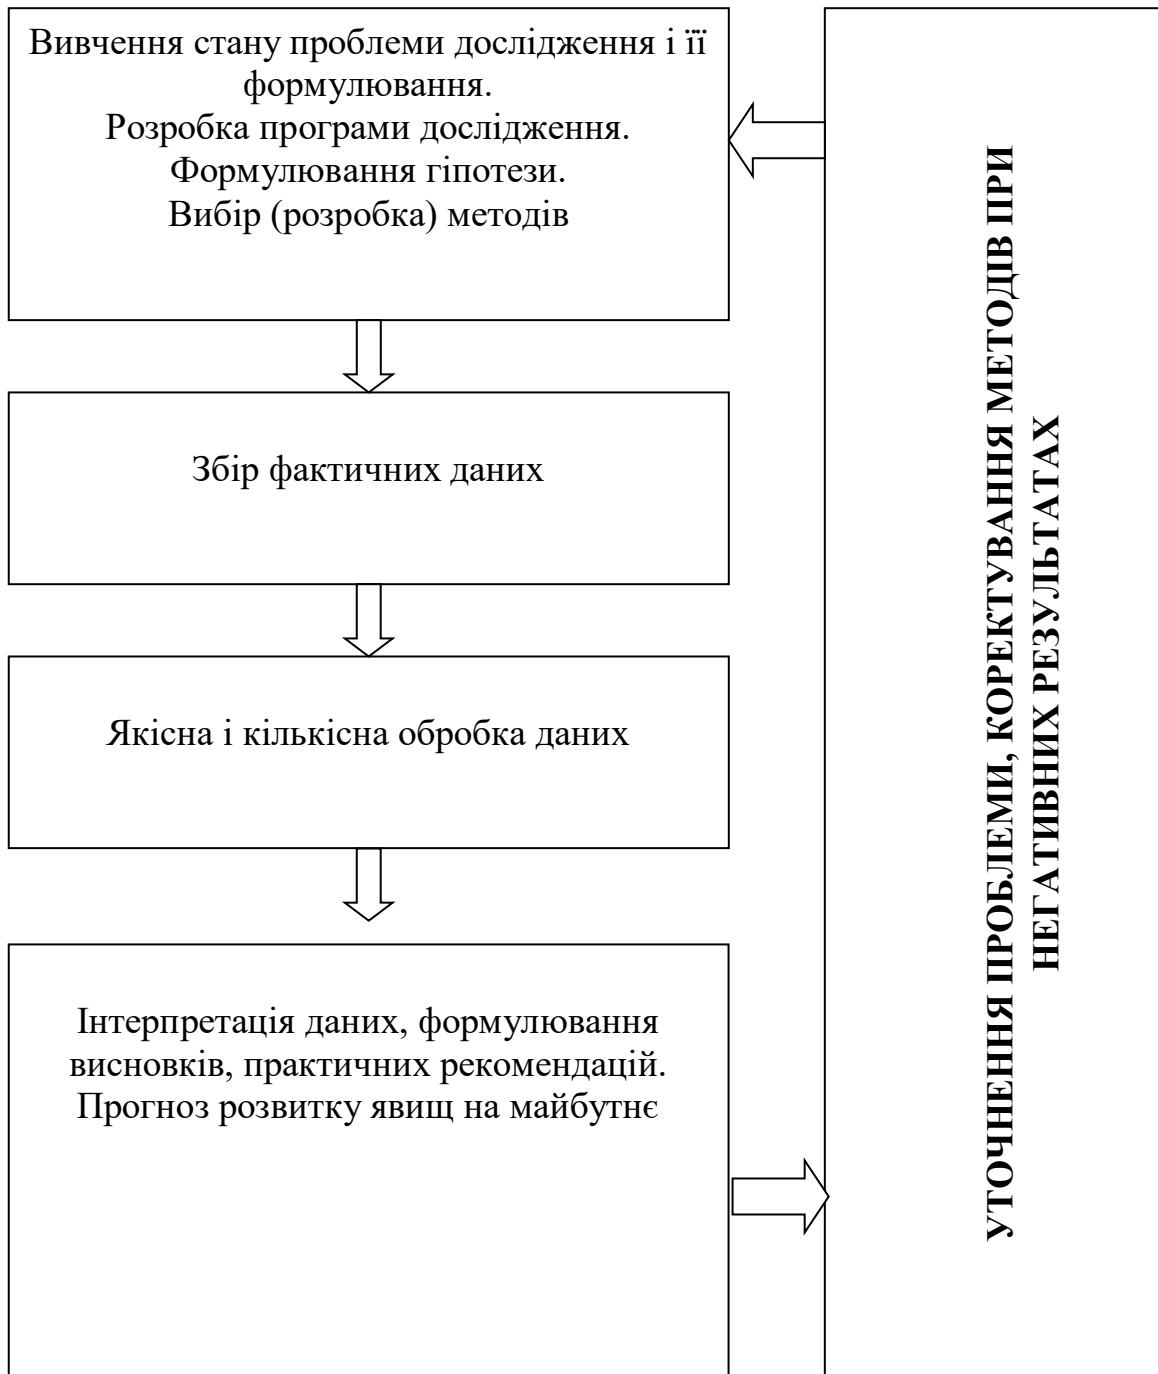 Вивчення стану проблеми дослідження і її
формулювання.
Розробка програми дослідження.
Формулювання гіпотези.
Вибір (розробка) методів
Збір фактичних даних
Якісна і кількісна обробка даних
Інтерпретація даних, формулювання
висновків, практичних рекомендацій.
Прогноз розвитку явищ на майбутнє
УТОЧНЕННЯ ПРОБЛЕМИ, КОРЕКТУВАННЯ МЕТОДІВ ПРИ
НЕГАТИВНИХ РЕЗУЛЬТАТАХ